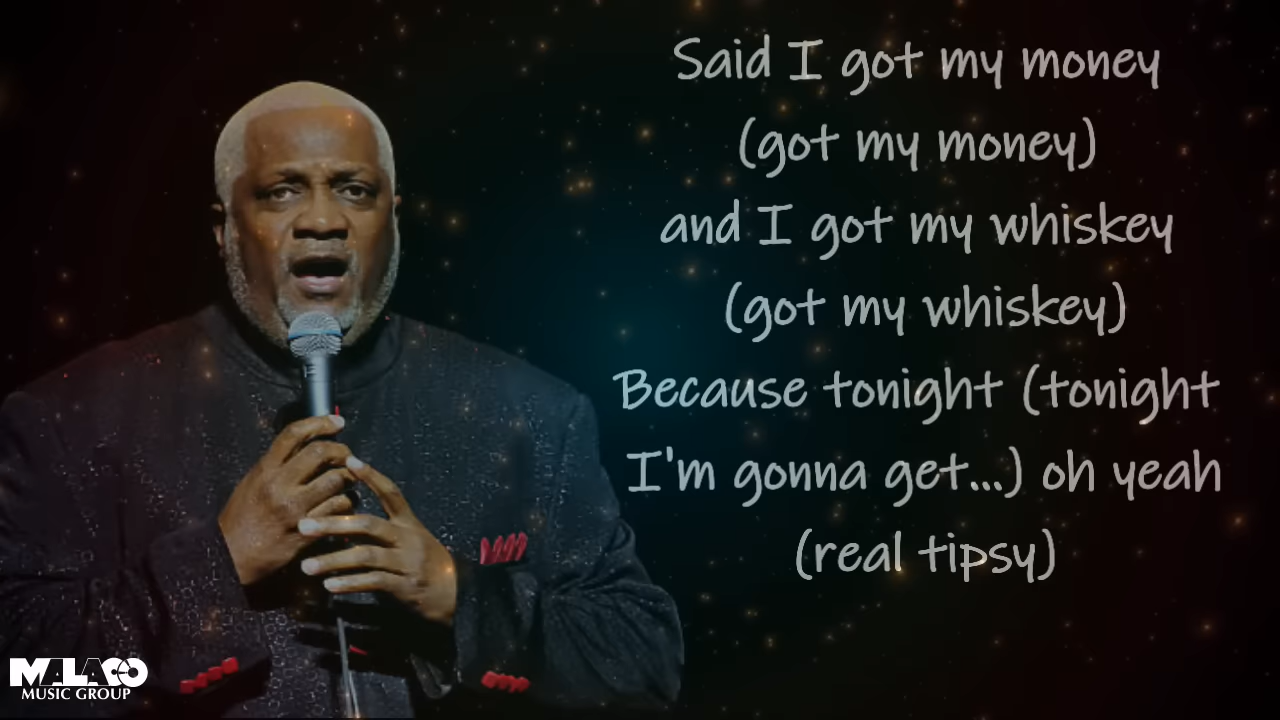 Said I got my money
(got my money)
and I got my whiskey
(got my whiskey)
Because tonight (tonight
I'm gonna get...) oh yeah
(real tipsy)
MALACO
MUSIC GROUP